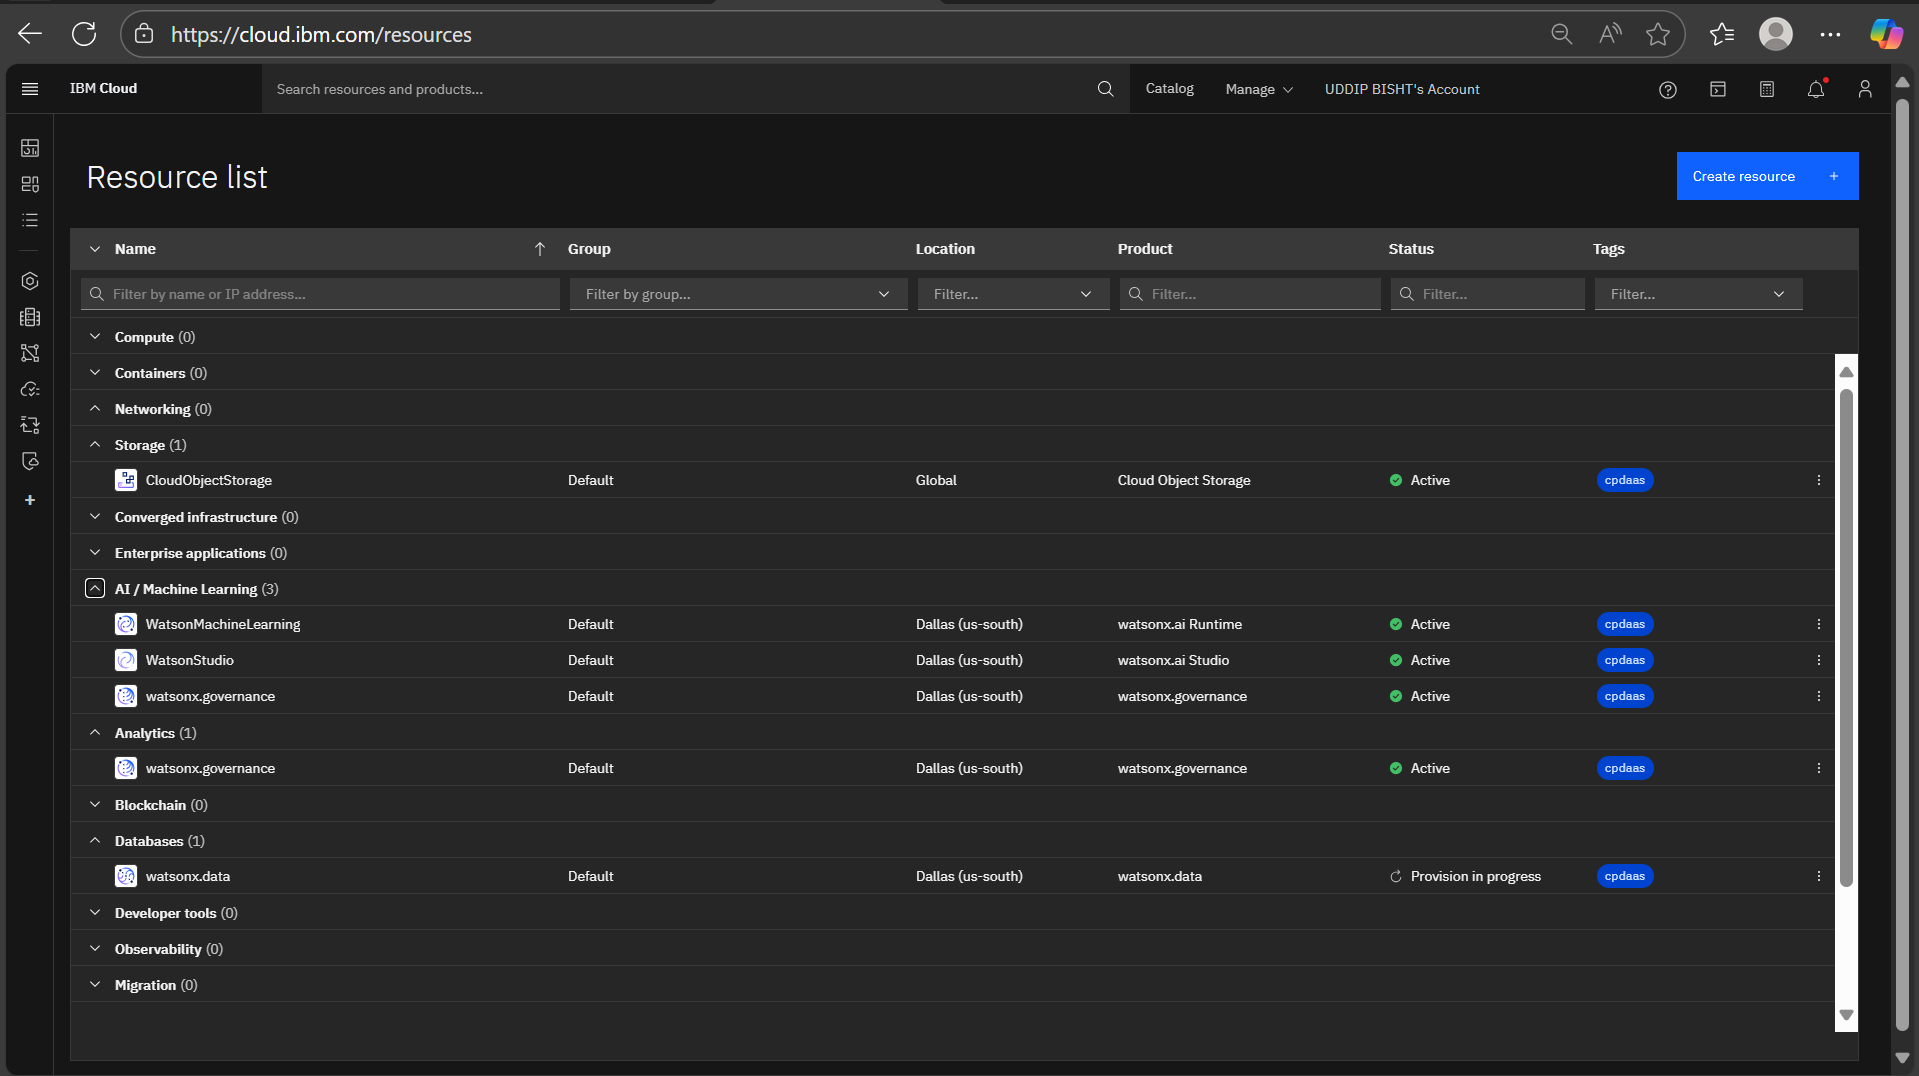 https://cloud.ibm.com/resources
IBM Cloud
Search resources and products...
Catalog
Manage
UDDIP BISHT's Account
Resource list
Create resource +
Name Group Location Product Status Tags
Filter by name or IP address... Filter by group... Filter... Filter... Filter... Filter...
Compute (0)
Containers (0)
Networking (0)
Storage (1)
CloudObjectStorage Default Global Cloud Object Storage Active cpdaas
Converged infrastructure (0)
Enterprise applications (0)
AI / Machine Learning (3)
WatsonMachineLearning Default Dallas (us-south) watsonx.ai Runtime Active cpdaas
WatsonStudio Default Dallas (us-south) watsonx.ai Studio Active cpdaas
watsonx.governance Default Dallas (us-south) watsonx.governance Active cpdaas
Analytics (1)
watsonx.governance Default Dallas (us-south) watsonx.governance Active cpdaas
Blockchain (0)
Databases (1)
watsonx.data Default Dallas (us-south) watsonx.data Provision in progress cpdaas
Developer tools (0)
Observability (0)
Migration (0)